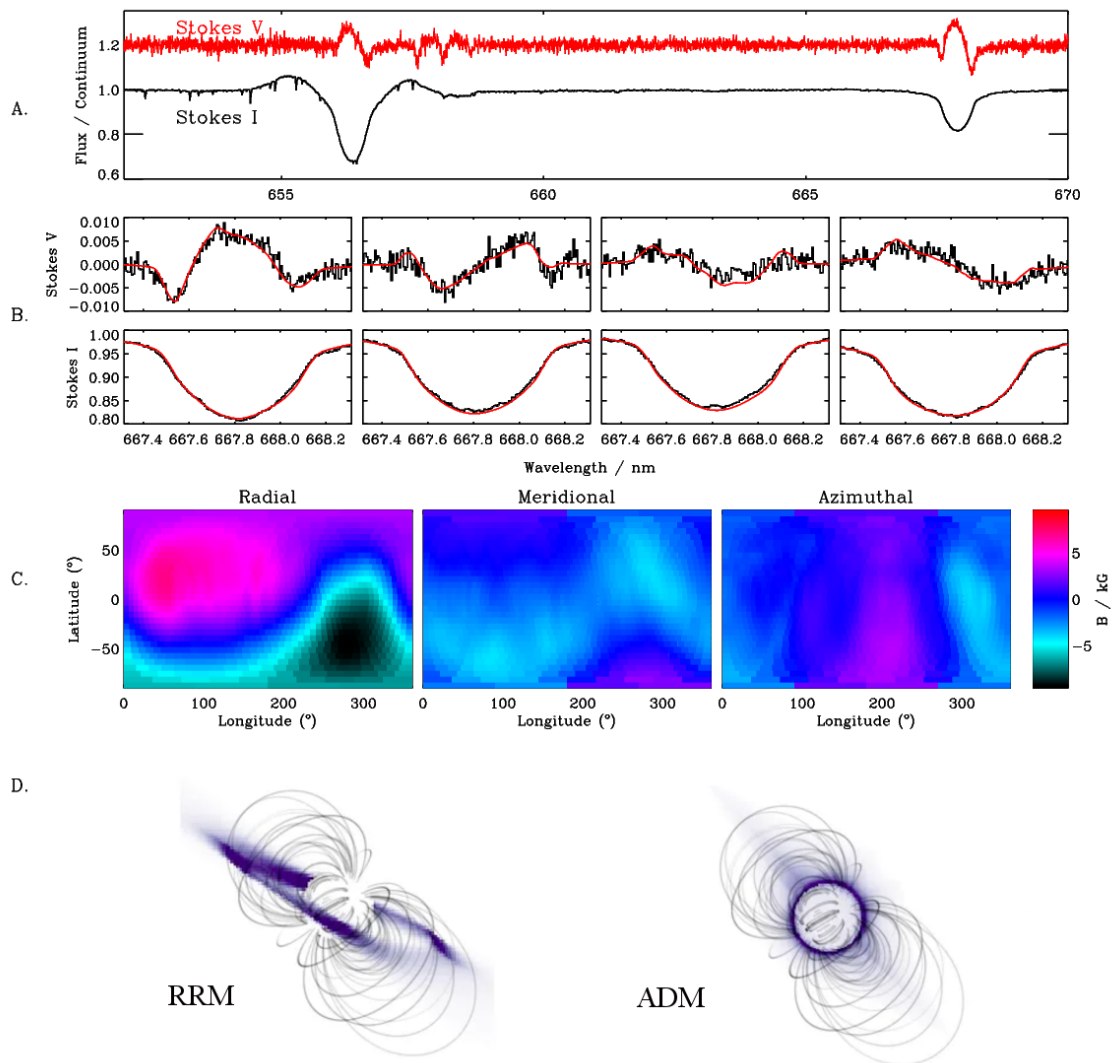 A.
Stokes V
Stokes I
Flux / Continuum
1.2
1.0
0.8
0.6
655
660
665
670
B.
Stokes V
0.010
0.005
0.000
−0.005
−0.010
Stokes I
1.00
0.95
0.90
0.85
0.80
667.4 667.6 667.8 668.0 668.2
667.4 667.6 667.8 668.0 668.2
667.4 667.6 667.8 668.0 668.2
667.4 667.6 667.8 668.0 668.2
Wavelength / nm
C.
Radial
Meridional
Azimuthal
Latitude (°)
50
0
−50
0 100 200 300
0 100 200 300
0 100 200 300
Longitude (°)
Longitude (°)
Longitude (°)
5
0
−5
B / kG
D.
RRM
ADM